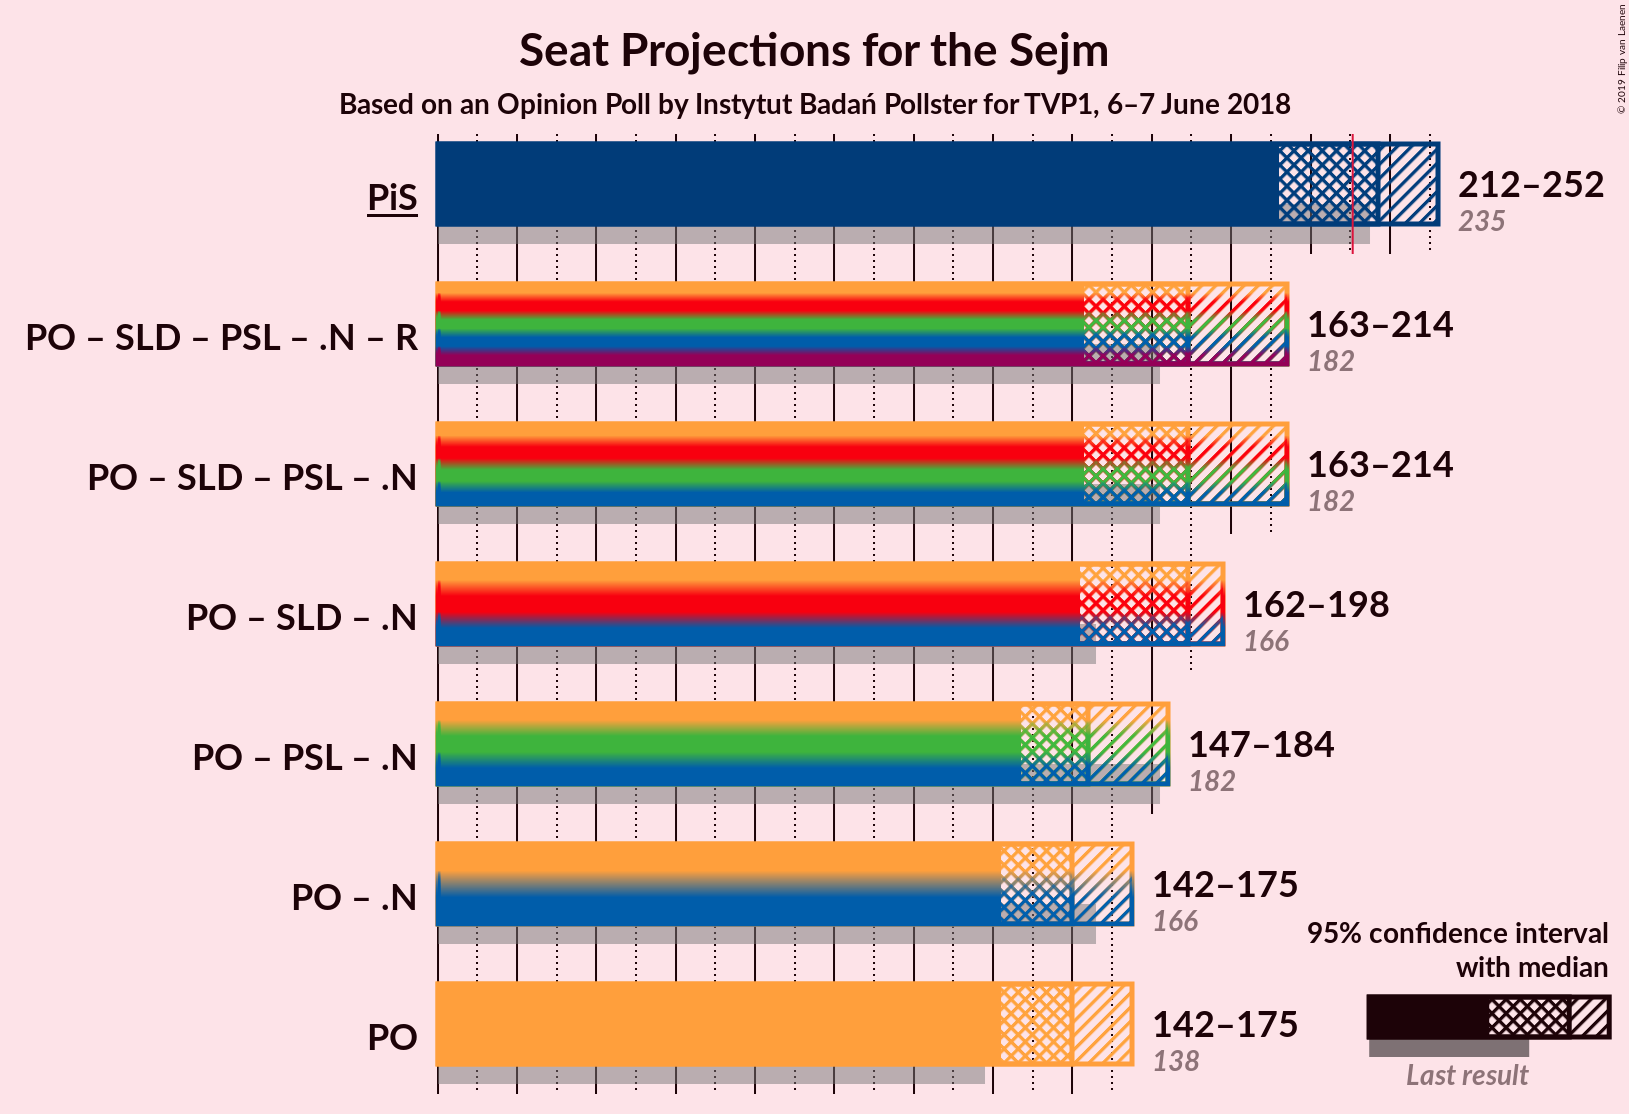 Seat Projections for the Sejm
Based on an Opinion Poll by Instytut Badań Pollster for TVP1, 6–7 June 2018
© 2019 Filip van Laenen
PiS
212–252
235
PO – SLD – PSL – .N – R
163–214
182
PO – SLD – PSL – .N
163–214
182
PO – SLD – .N
162–198
166
PO – PSL – .N
147–184
182
PO – .N
142–175
166
PO
142–175
138
95% confidence interval
with median
Last result